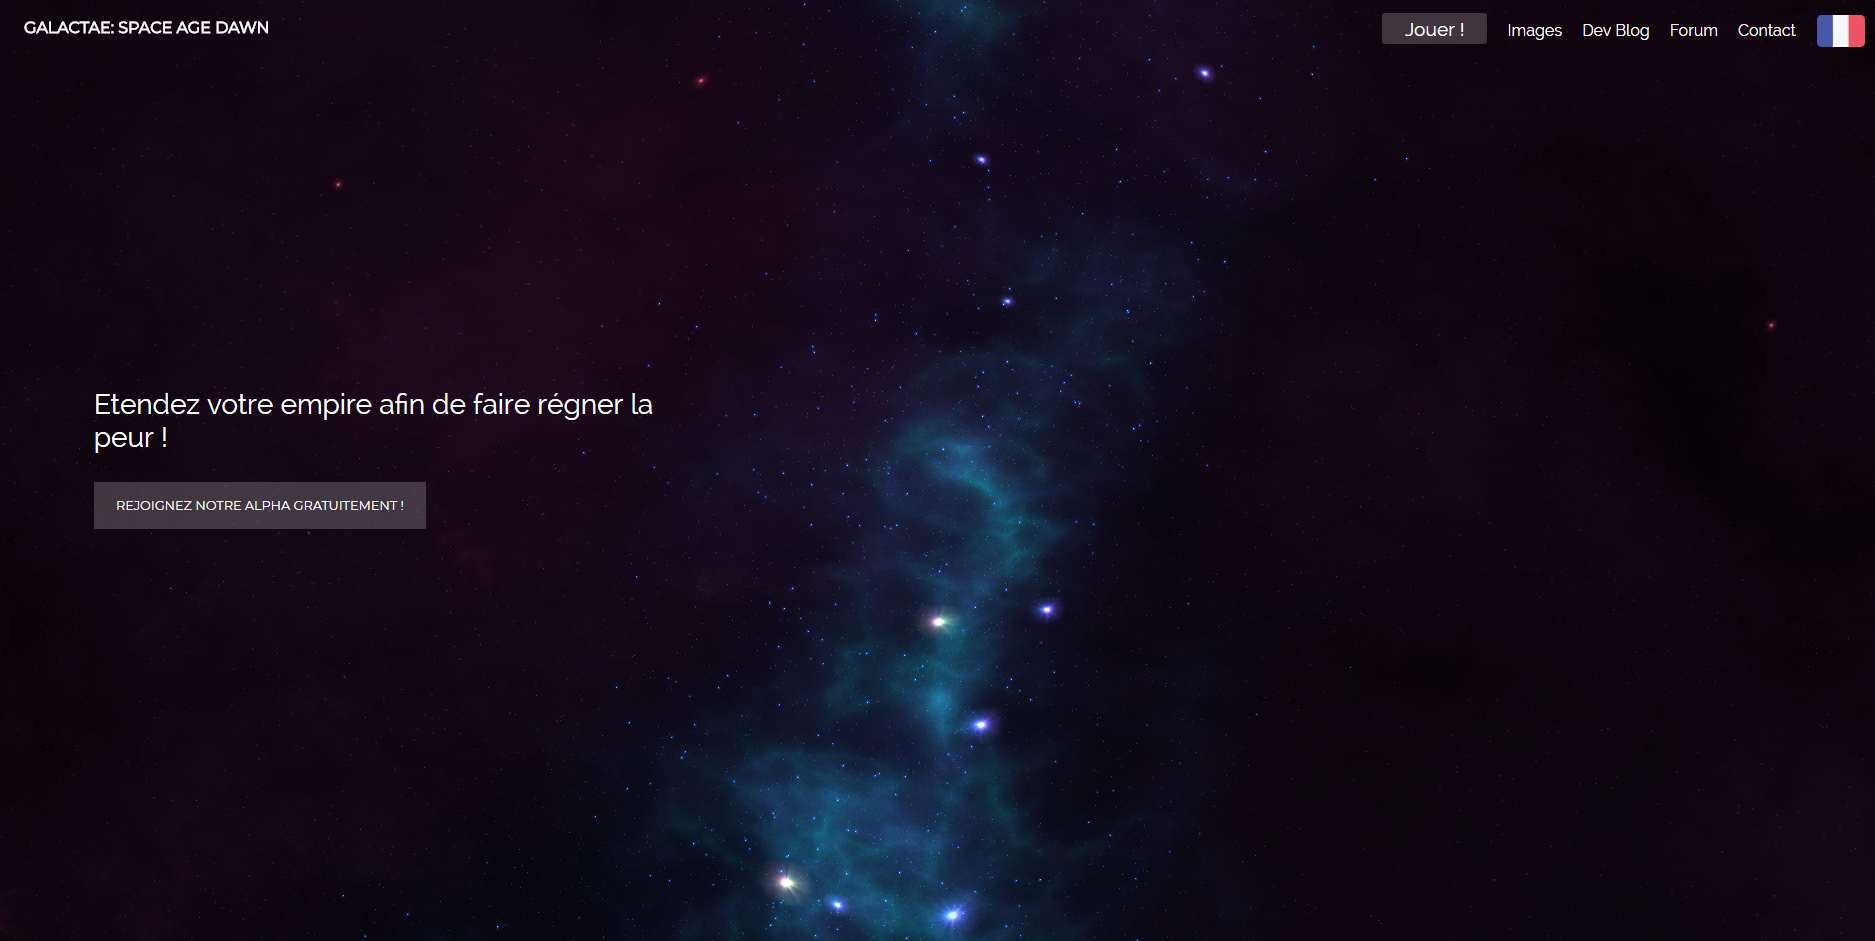 GALACTAE: SPACE AGE DAWN
Jouer !
Images
Dev Blog
Forum
Contact
Etendez votre empire afin de faire régner la
peur !
REJOIGNEZ NOTRE ALPHA GRATUITEMENT !